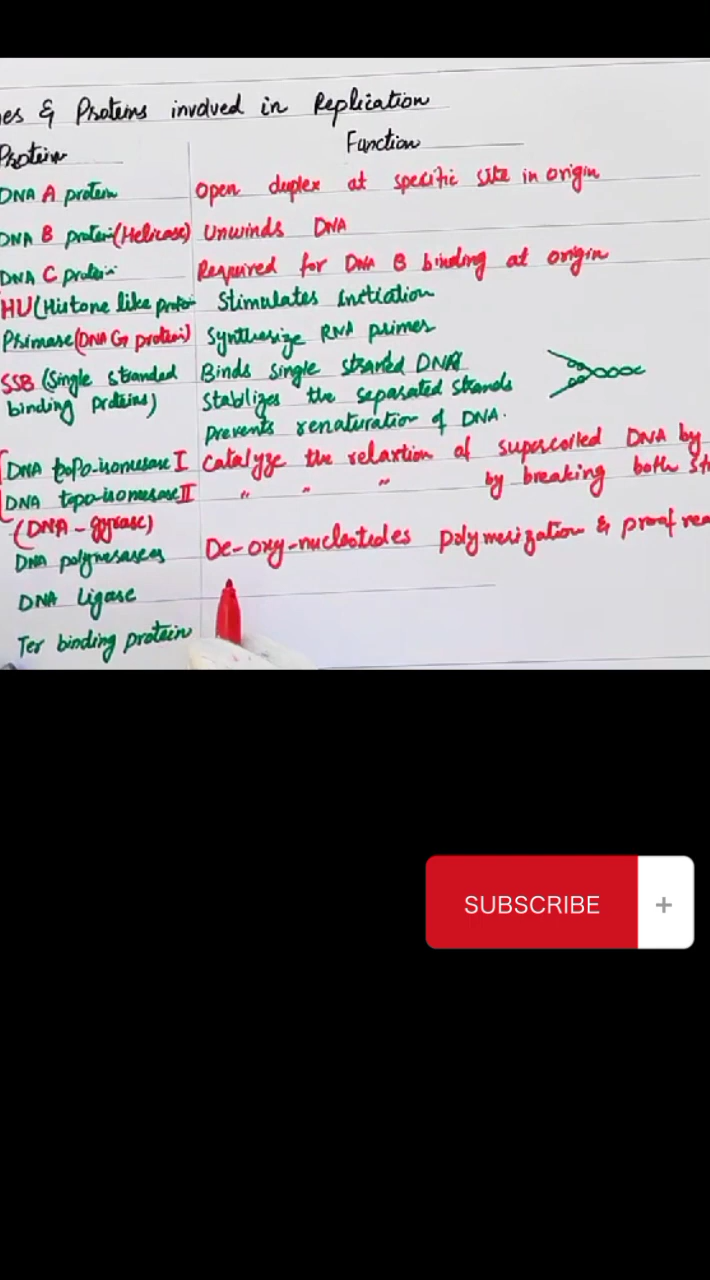 es & Proteins involved in Replication
Protein Function
DNA A protein Open duplex at specific site in origin
DNA B protein (Helicase) Unwinds DNA
DNA C protein Required for DNA B binding at origin
HU (Histone like protein Stimulates initiation
Primase (DNA G protein) Synthesize RNA primers
SSB (Single stranded Binds single stranded DNA
binding proteins) Stablizes the separated strands
Prevents renaturation of DNA.
DNA topo-isomerase I Catalyze the relaxtion of supercoiled DNA by
DNA topo-isomerase II " " " by breaking both st
(DNA - gyrase)
DNA polymerases De-oxy-nucleotides polymerization & proof rea
DNA ligase
Ter binding protein
SUBSCRIBE +